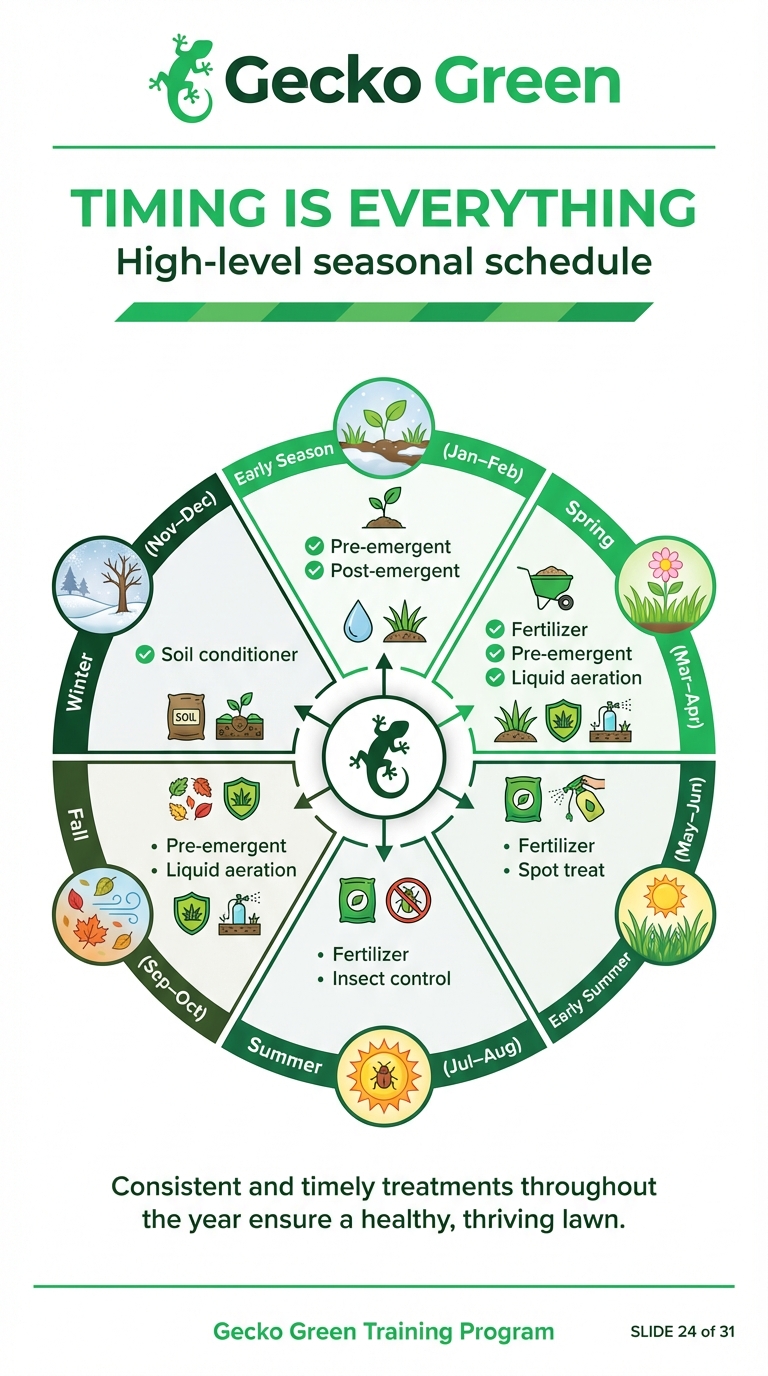 Gecko Green
TIMING IS EVERYTHING
High-level seasonal schedule
Early Season (Jan–Feb)
Pre-emergent
Post-emergent
Spring (Mar–Apr)
Fertilizer
Pre-emergent
Liquid aeration
Early Summer (May–Jun)
• Fertilizer
• Spot treat
Summer (Jul–Aug)
• Fertilizer
• Insect control
Fall (Sep–Oct)
• Pre-emergent
• Liquid aeration
Winter (Nov–Dec)
Soil conditioner
SOIL
Consistent and timely treatments throughout
the year ensure a healthy, thriving lawn.
Gecko Green Training Program
SLIDE 24 of 31